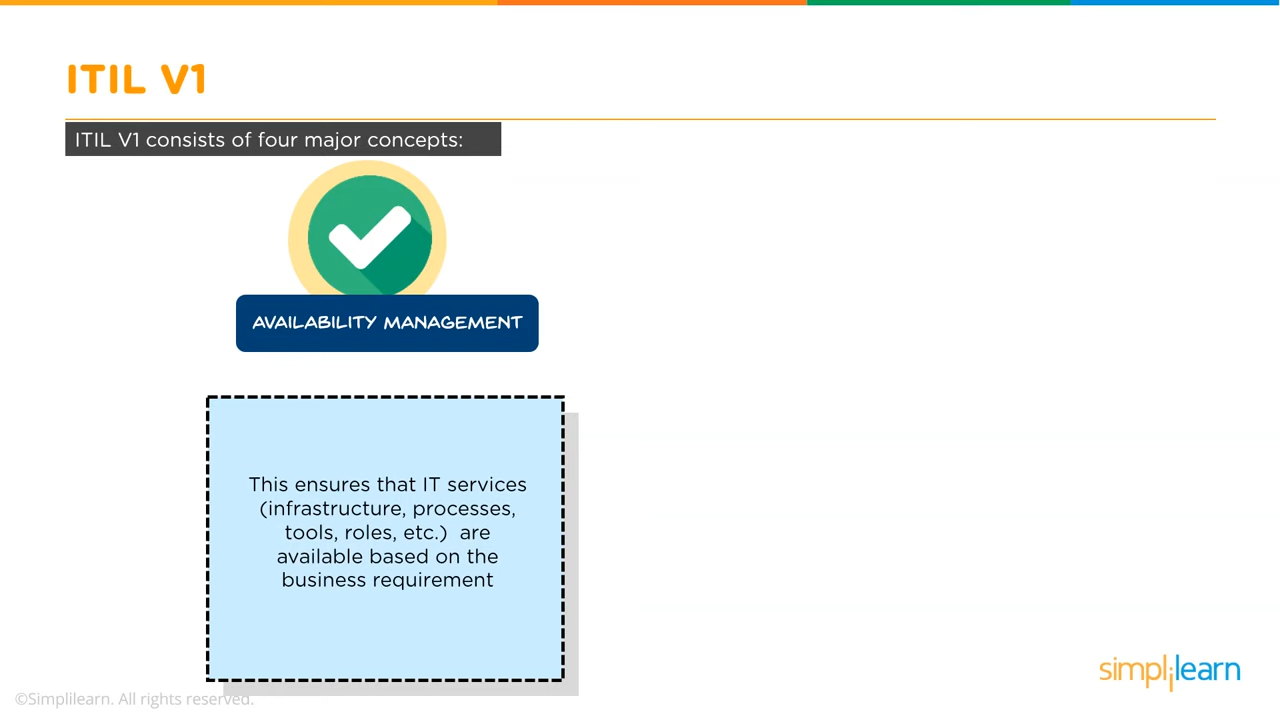 ITIL V1
ITIL V1 consists of four major concepts:
AVAILABILITY MANAGEMENT
This ensures that IT services
(infrastructure, processes,
tools, roles, etc.)  are
available based on the
business requirement
simplilearn
©Simplilearn. All rights reserved.